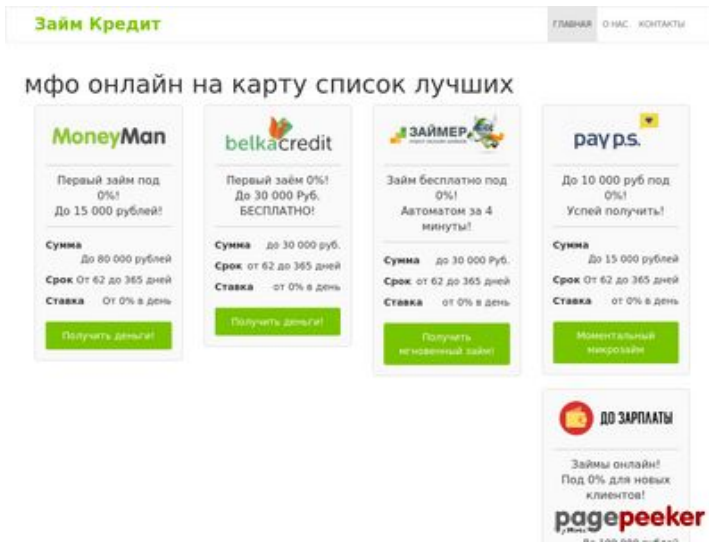 Займ Кредит
ГЛАВНАЯ О НАС КОНТАКТЫ
мфо онлайн на карту список лучших
MoneyMan
Первый займ под
0%!
До 15 000 рублей!
Сумма
До 80 000 рублей
Срок От 62 до 365 дней
Ставка От 0% в день
Получить деньги!
belkacredit
Первый заём 0%!
До 30 000 Руб.
БЕСПЛАТНО!
Сумма до 30 000 руб.
Срок от 62 до 365 дней
Ставка от 0% в день
Получить деньги!
ЗАЙМЕР
Займ бесплатно под
0%!
Автоматом за 4
минуты!
Сумма до 30 000 Руб.
Срок от 62 до 365 дней
Ставка от 0% в день
Получить
мгновенный займ!
pay p.s.
До 10 000 руб под
0%!
Успей получить!
Сумма
До 15 000 рублей
Срок От 62 до 365 дней
Ставка От 0% в день
Моментальный
микрозайм
ДО ЗАРПЛАТЫ
Займы онлайн!
Под 0% для новых
клиентов!
pagepeeker
До 100 000 рублей